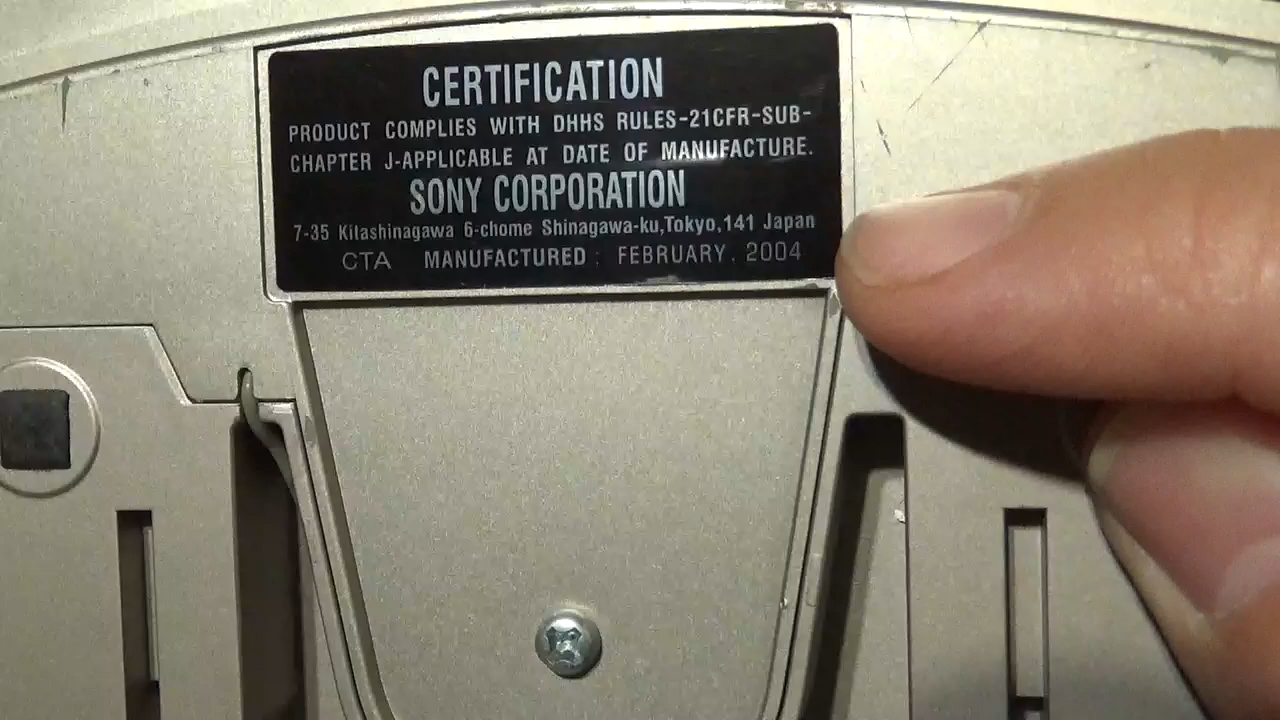 CERTIFICATION
PRODUCT COMPLIES WITH DHHS RULES-21CFR-SUB-
CHAPTER J-APPLICABLE AT DATE OF MANUFACTURE.
SONY CORPORATION
7-35 Kitashinagawa 6-chome Shinagawa-ku,Tokyo,141 Japan
CTA MANUFACTURED : FEBRUARY. 2004